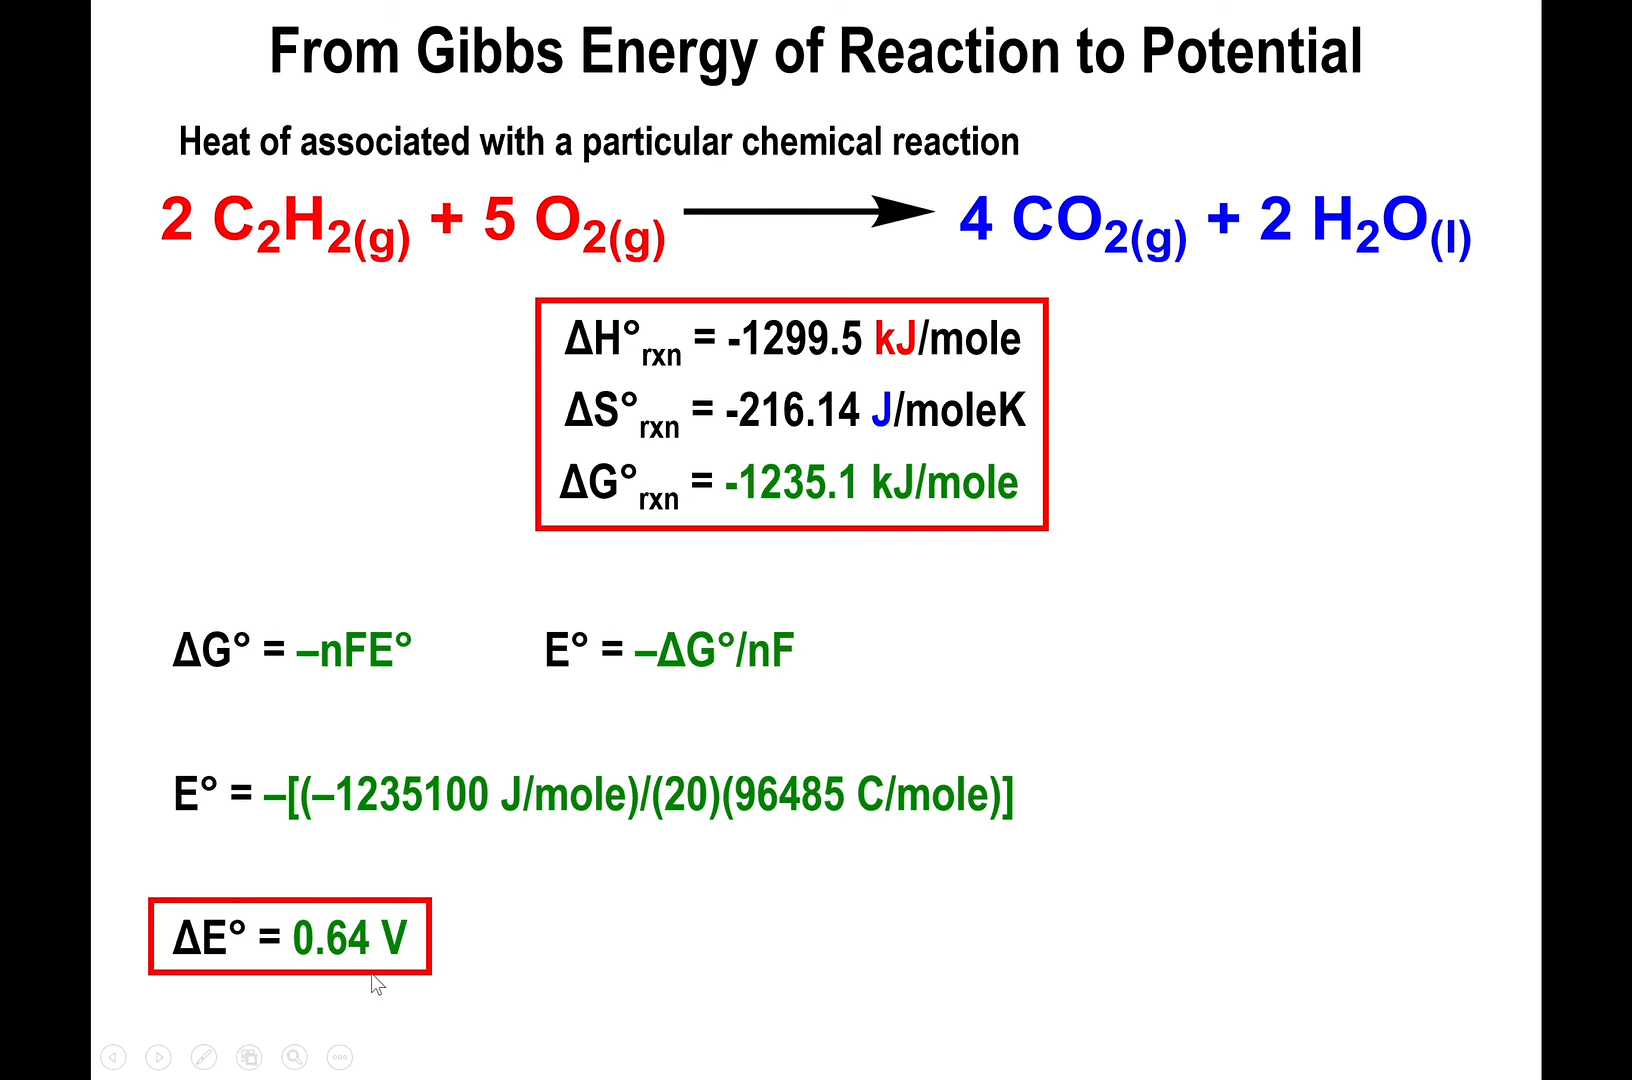 From Gibbs Energy of Reaction to Potential
Heat of associated with a particular chemical reaction
2 C₂H₂(g) + 5 O₂(g) → 4 CO₂(g) + 2 H₂O(l)
ΔH°rxn = -1299.5 kJ/mole
ΔS°rxn = -216.14 J/moleK
ΔG°rxn = -1235.1 kJ/mole
ΔG° = –nFE° E° = –ΔG°/nF
E° = –[(–1235100 J/mole)/(20)(96485 C/mole)]
ΔE° = 0.64 V